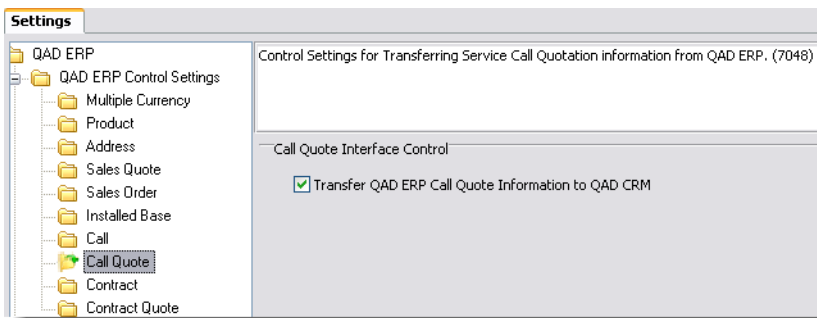 Settings
QAD ERP
QAD ERP Control Settings
Multiple Currency
Product
Address
Sales Quote
Sales Order
Installed Base
Call
Call Quote
Contract
Contract Quote
Control Settings for Transferring Service Call Quotation information from QAD ERP. (7048)
Call Quote Interface Control
Transfer QAD ERP Call Quote Information to QAD CRM